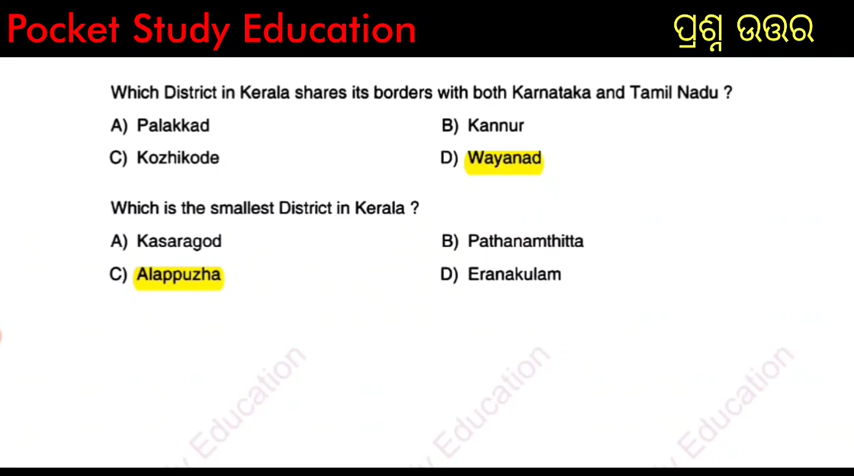 Pocket Study Education ପ୍ରଶ୍ନ ଉତ୍ତର
Which District in Kerala shares its borders with both Karnataka and Tamil Nadu ?
A) Palakkad B) Kannur
C) Kozhikode D) Wayanad
Which is the smallest District in Kerala ?
A) Kasaragod B) Pathanamthitta
C) Alappuzha D) Eranakulam
Education Education Education